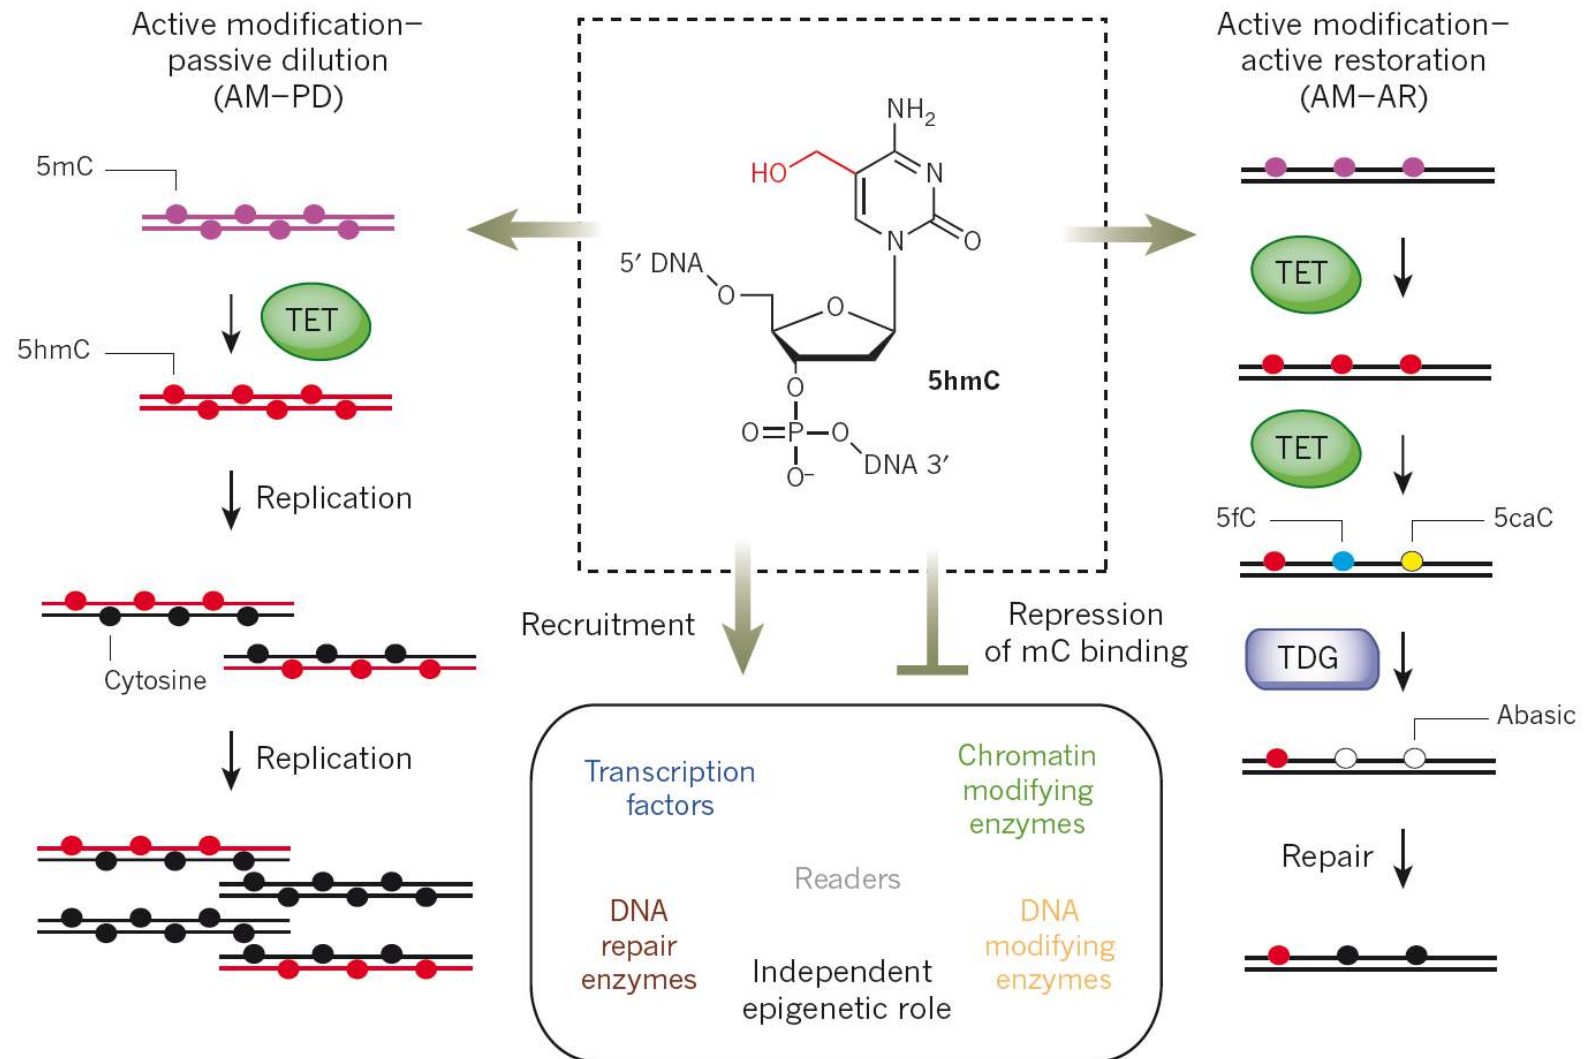 Active modification–
passive dilution
(AM–PD)
5mC
TET
5hmC
Replication
Cytosine
Replication
NH2
HO
N
N
O
5′ DNA
O
O
5hmC
O
O=P–O
O–
DNA 3′
Recruitment
Repression
of mC binding
Transcription
factors
Chromatin
modifying
enzymes
Readers
DNA
repair
enzymes
DNA
modifying
enzymes
Independent
epigenetic role
Active modification–
active restoration
(AM–AR)
TET
TET
5fC
5caC
TDG
Abasic
Repair